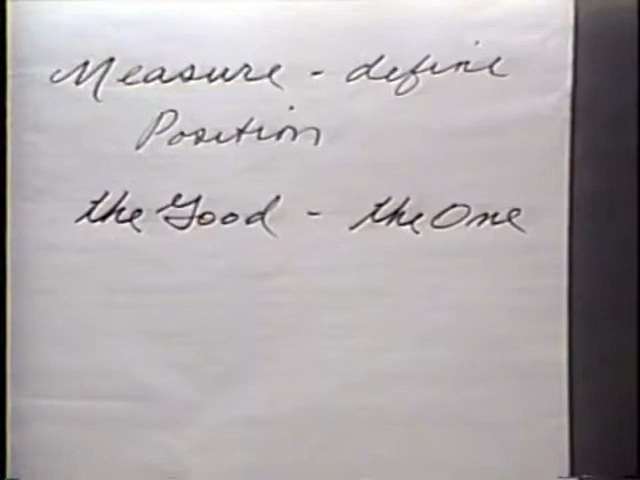 Measure - define
Position
the Good - the One